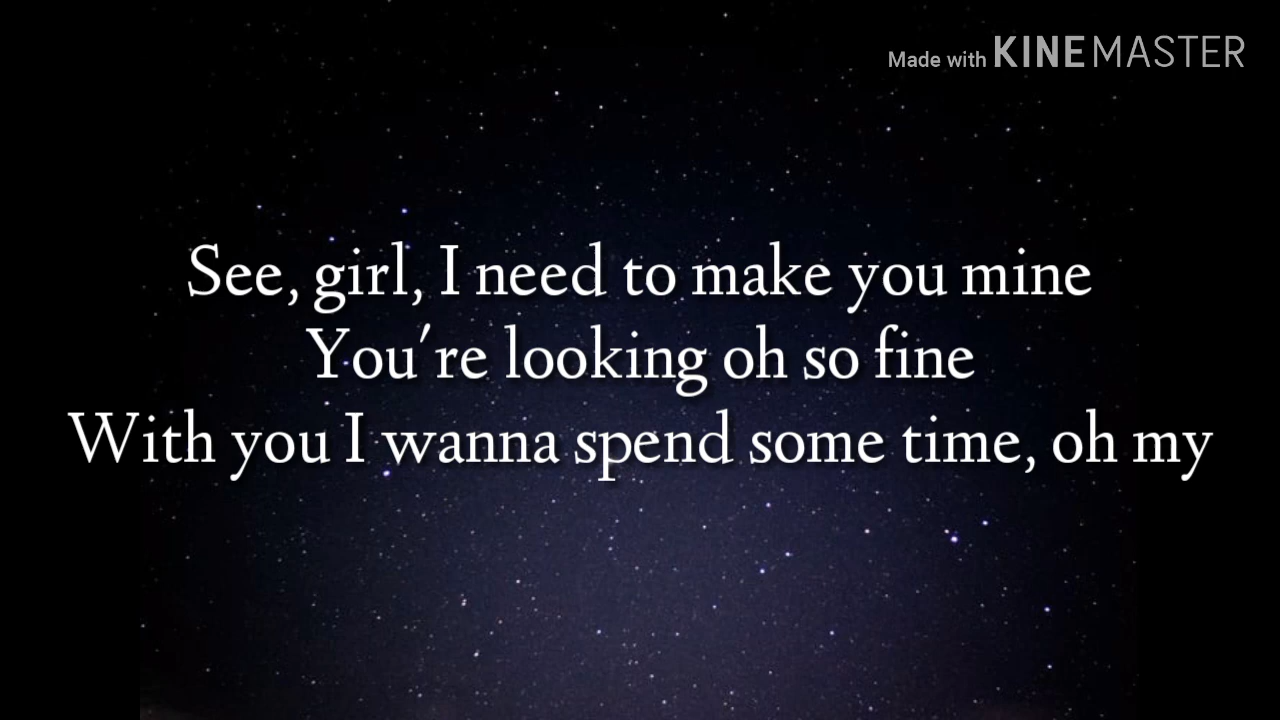 Made with KINEMASTER
See, girl, I need to make you mine
You're looking oh so fine
With you I wanna spend some time, oh my